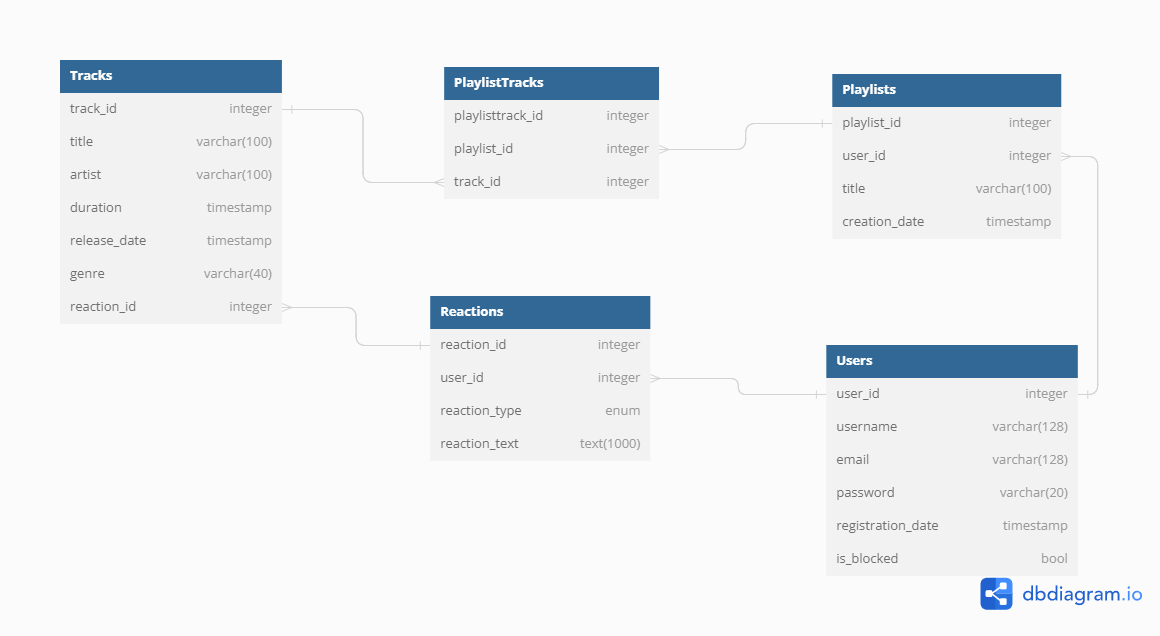 Tracks
track_id integer
title varchar(100)
artist varchar(100)
duration timestamp
release_date timestamp
genre varchar(40)
reaction_id integer
PlaylistTracks
playlisttrack_id integer
playlist_id integer
track_id integer
Playlists
playlist_id integer
user_id integer
title varchar(100)
creation_date timestamp
Reactions
reaction_id integer
user_id integer
reaction_type enum
reaction_text text(1000)
Users
user_id integer
username varchar(128)
email varchar(128)
password varchar(20)
registration_date timestamp
is_blocked bool
dbdiagram.io